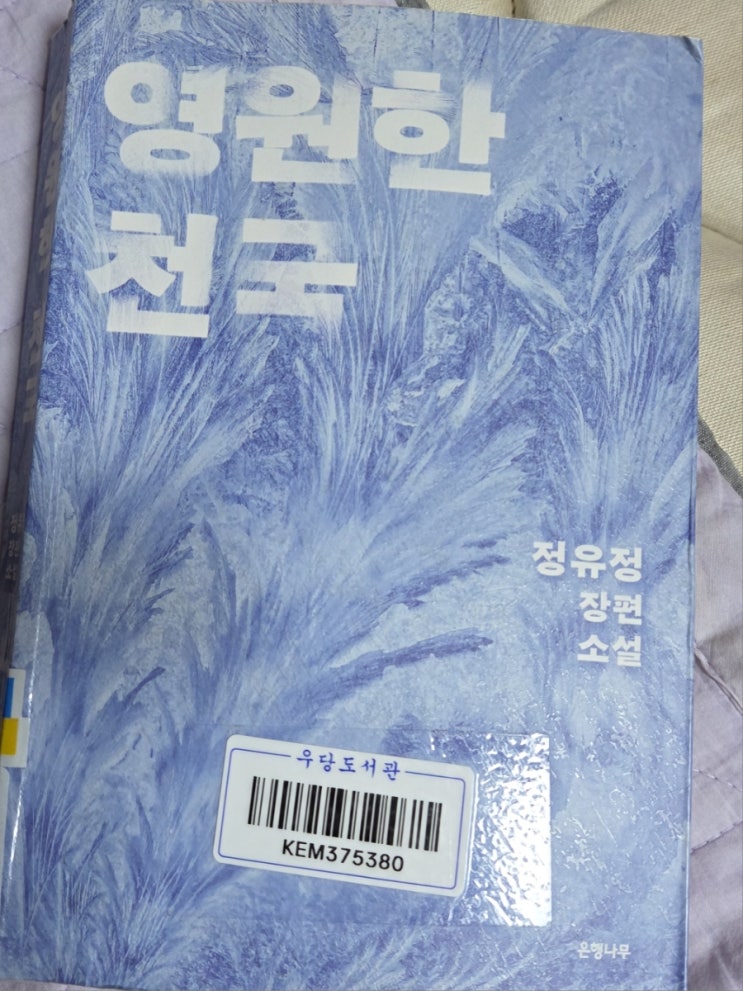 영원한
천국
정유정
장편
소설
우당도서관
KEM375380
은행나무